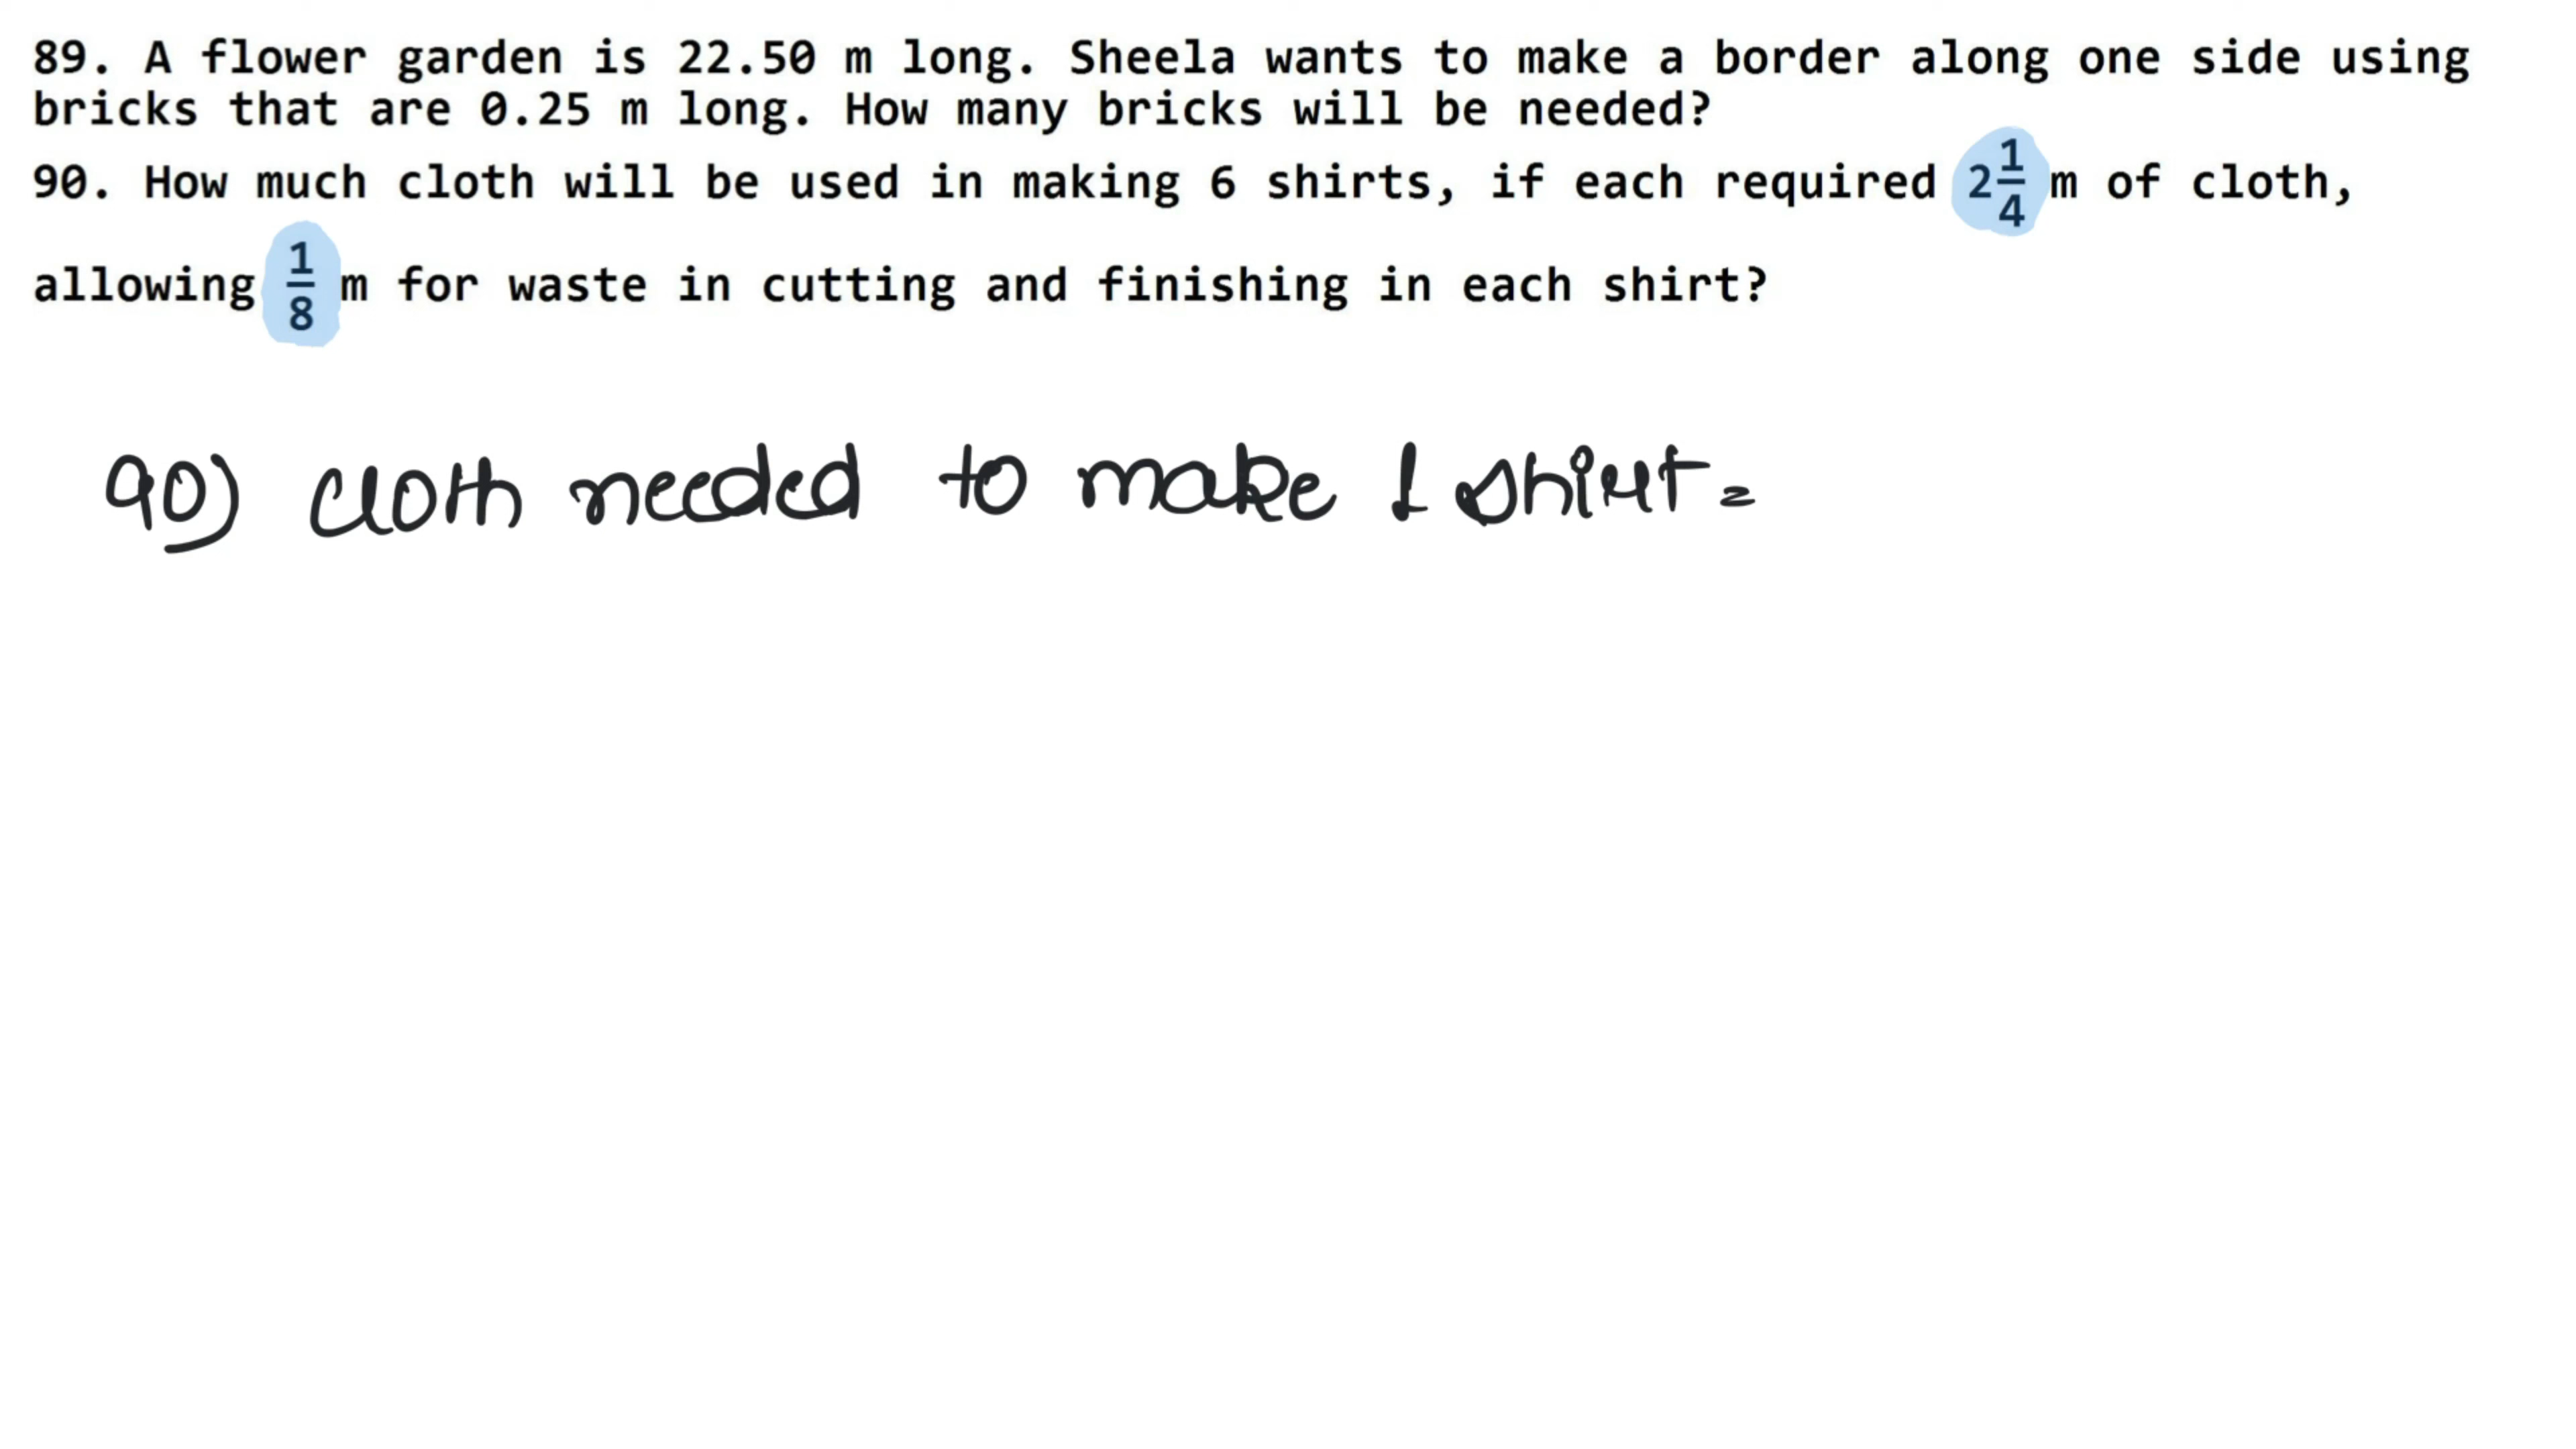 89. A flower garden is 22.50 m long. Sheela wants to make a border along one side using
bricks that are 0.25 m long. How many bricks will be needed?
90. How much cloth will be used in making 6 shirts, if each required 2 1/4 m of cloth,
allowing 1/8 m for waste in cutting and finishing in each shirt?
90) cloth needed to make 1 shirt =